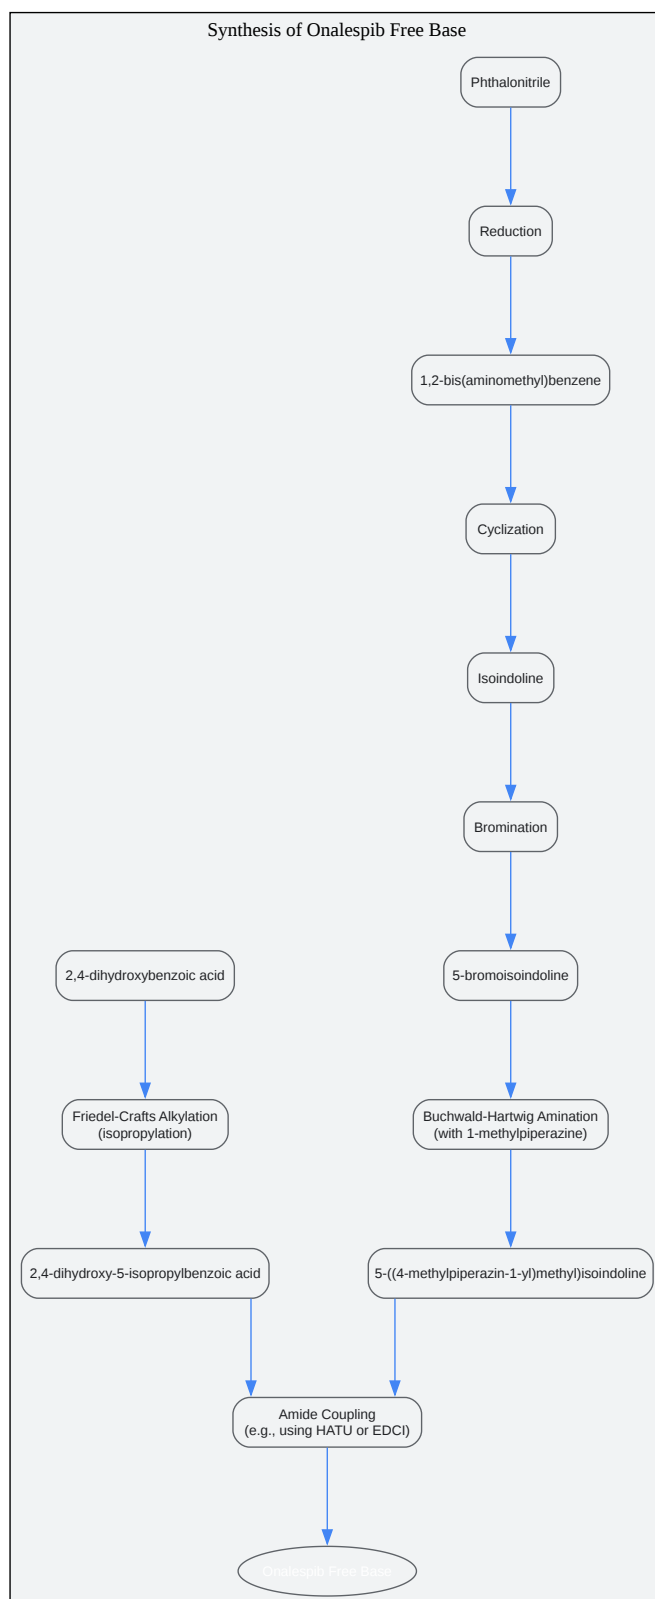 Synthesis of Onalespib Free Base
Phthalonitrile
Reduction
1,2-bis(aminomethyl)benzene
Cyclization
Isoindoline
Bromination
2,4-dihydroxybenzoic acid
5-bromoisoindoline
Friedel-Crafts Alkylation
(isopropylation)
Buchwald-Hartwig Amination
(with 1-methylpiperazine)
2,4-dihydroxy-5-isopropylbenzoic acid
5-((4-methylpiperazin-1-yl)methyl)isoindoline
Amide Coupling
(e.g., using HATU or EDCI)
Onalespib Free Base